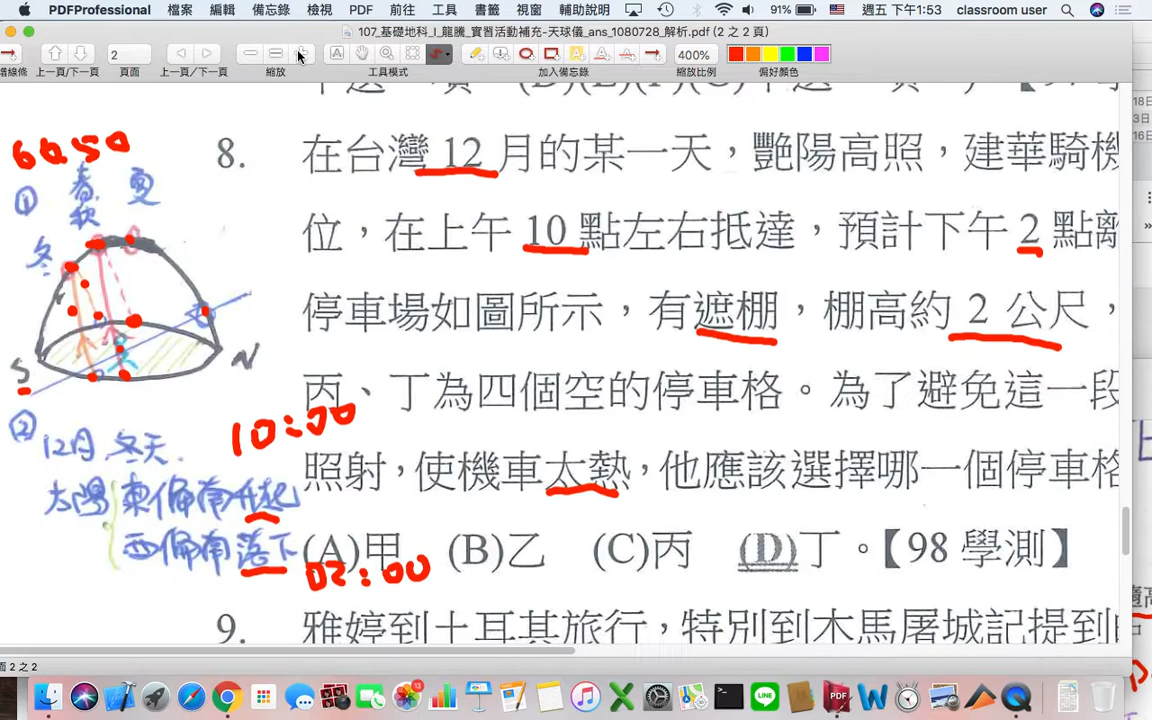 PDFProfessional 檔案 編輯 備忘錄 檢視 PDF 前往 工具 書籤 視窗 輔助說明 91% 週五 下午1:53 classroom user
107_基礎地科_I_龍騰_實習活動補充-天球儀_ans_1080728_解析.pdf (2 之 2 頁)
2 400%
增線條 上一頁/下一頁 頁面 上一頁/下一頁 縮放 工具模式 加入備忘錄 縮放比例 偏好顏色
8. 在台灣 12 月的某一天，艷陽高照，建華騎機
位，在上午 10 點左右抵達，預計下午 2 點離
停車場如圖所示，有遮棚，棚高約 2 公尺，
丙、丁為四個空的停車格。為了避免這一段
照射，使機車太熱，他應該選擇哪一個停車格
(A)甲 (B)乙 (C)丙 (D)丁。【98 學測】
9. 雅婷到土耳其旅行，特別到木馬屠城記提到的
① 春秋 夏
冬
S N
10:00
② 12月 冬天.
太陽 東偏南升起
西偏南落下
02:00
2 之 2